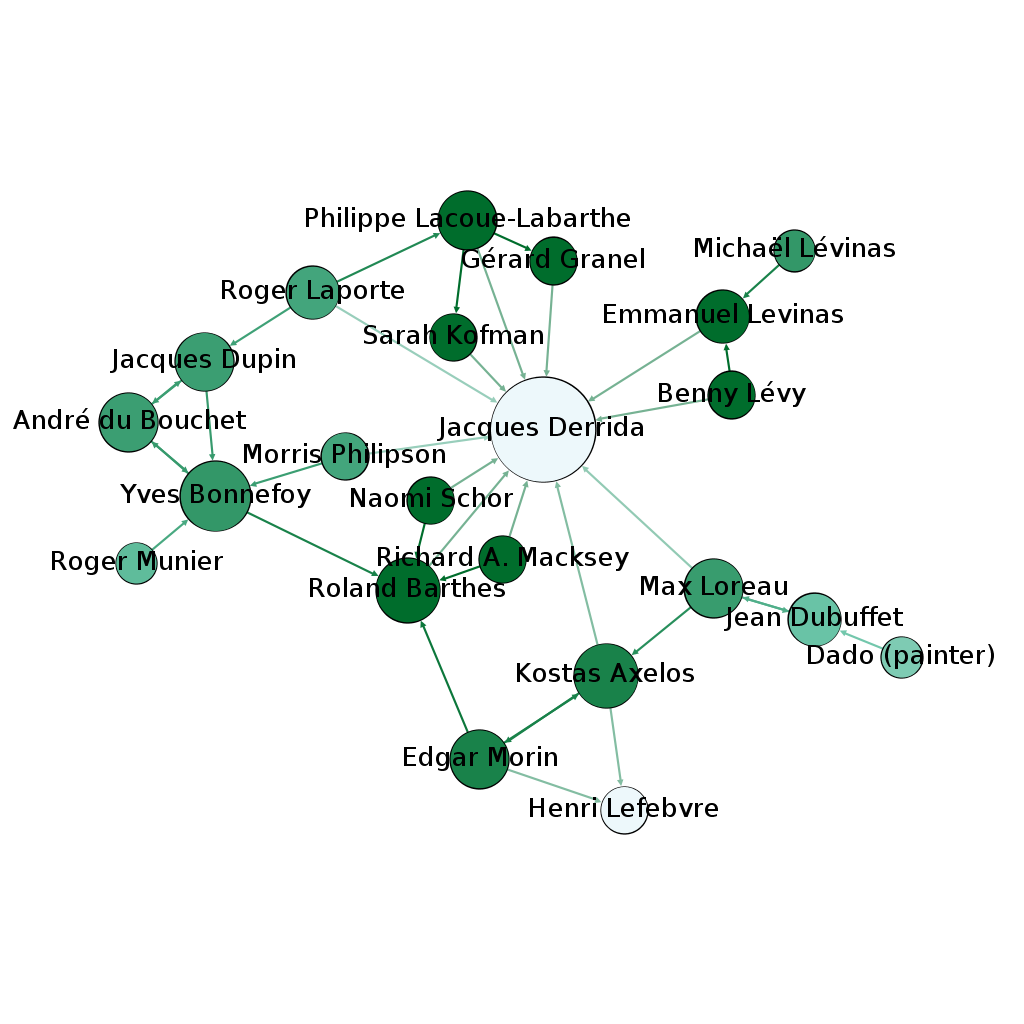 Philippe Lacoue-Labarthe
Michaël Lévinas
Gérard Granel
Roger Laporte
Emmanuel Levinas
Sarah Kofman
Jacques Dupin
Benny Lévy
André du Bouchet
Jacques Derrida
Morris Philipson
Yves Bonnefoy
Naomi Schor
Richard A. Macksey
Roger Munier
Roland Barthes
Max Loreau
Jean Dubuffet
Dado (painter)
Kostas Axelos
Edgar Morin
Henri Lefebvre